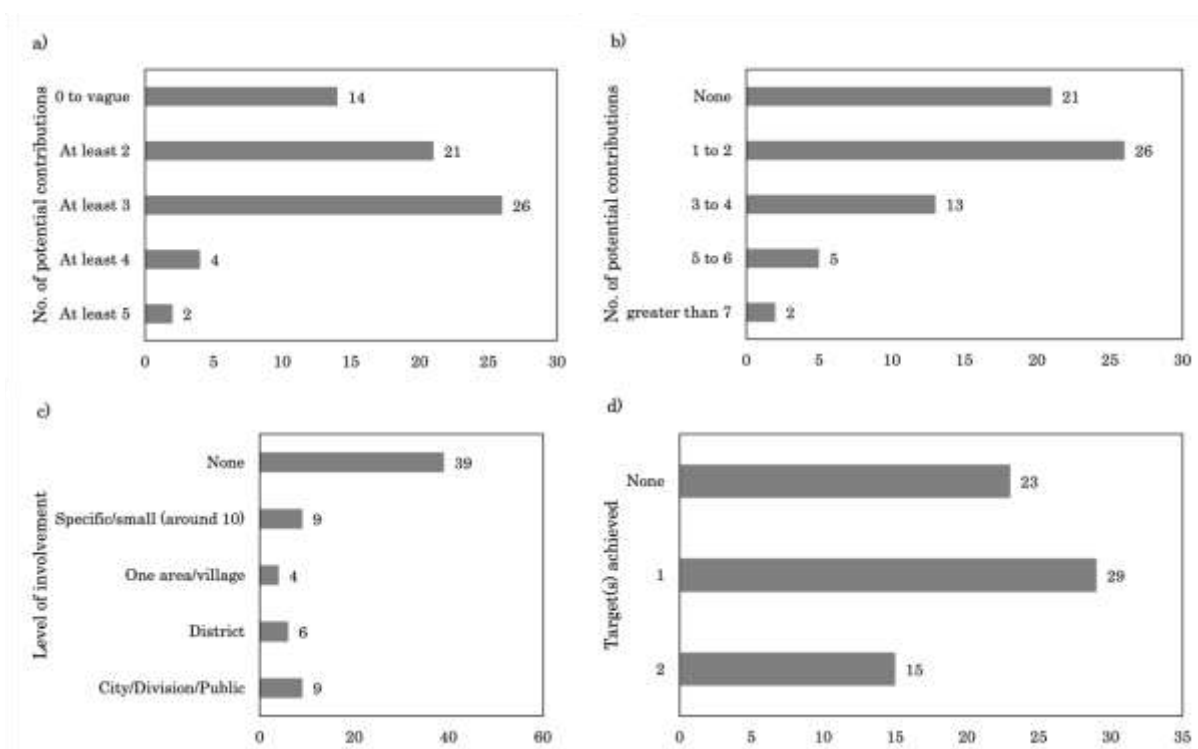 a)
No. of potential contributions
0 to vague 14
At least 2 21
At least 3 26
At least 4 4
At least 5 2
0 5 10 15 20 25 30
b)
No. of potential contributions
None 21
1 to 2 26
3 to 4 13
5 to 6 5
greater than 7 2
0 5 10 15 20 25 30
c)
Level of involvement
None 39
Specific/small (around 10) 9
One area/village 4
District 6
City/Division/Public 9
0 20 40 60
d)
Target(s) achieved
None 23
1 29
2 15
0 5 10 15 20 25 30 35